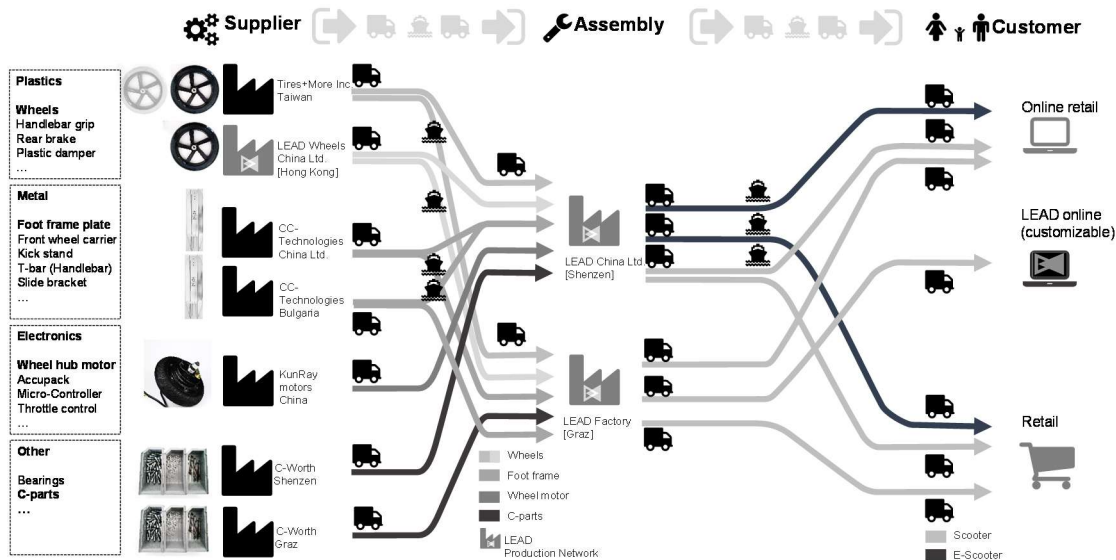 Supplier
Assembly
Customer
Plastics
Wheels
Handlebar grip
Rear brake
Plastic damper
...
Metal
Foot frame plate
Front wheel carrier
Kick stand
T-bar (Handlebar)
Slide bracket
...
Electronics
Wheel hub motor
Accupack
Micro-Controller
Throttle control
...
Other
Bearings
C-parts
...
Tires+More Inc
Taiwan
LEAD Wheels
China Ltd.
[Hong Kong]
CC-
Technologies
China Ltd.
CC-
Technologies
Bulgaria
KunRay
motors
China
C-Worth
Shenzen
C-Worth
Graz
LEAD China Ltd
[Shenzen]
LEAD Factory
[Graz]
Wheels
Foot frame
Wheel motor
C-parts
LEAD
Production Network
Online retail
LEAD online
(customizable)
Retail
Scooter
E-Scooter